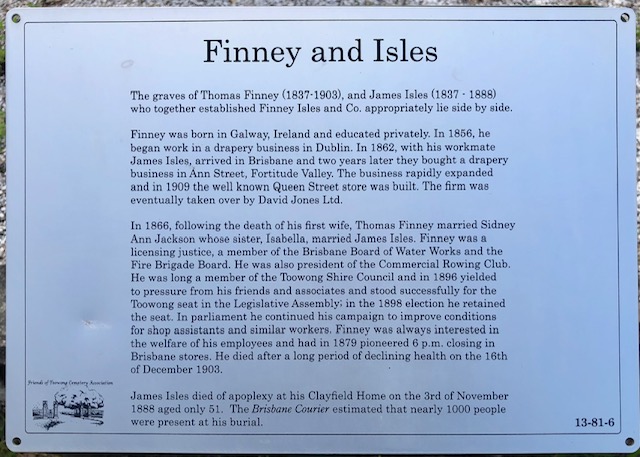 Finney and Isles
The graves of Thomas Finney (1837-1903), and James Isles (1837 - 1888)
who together established Finney Isles and Co. appropriately lie side by side.
Finney was born in Galway, Ireland and educated privately. In 1856, he
began work in a drapery business in Dublin. In 1862, with his workmate
James Isles, arrived in Brisbane and two years later they bought a drapery
business in Ann Street, Fortitude Valley. The business rapidly expanded
and in 1909 the well known Queen Street store was built. The firm was
eventually taken over by David Jones Ltd.
In 1866, following the death of his first wife, Thomas Finney married Sidney
Ann Jackson whose sister, Isabella, married James Isles. Finney was a
licensing justice, a member of the Brisbane Board of Water Works and the
Fire Brigade Board. He was also president of the Commercial Rowing Club.
He was long a member of the Toowong Shire Council and in 1896 yielded
to pressure from his friends and associates and stood successfully for the
Toowong seat in the Legislative Assembly; in the 1898 election he retained
the seat. In parliament he continued his campaign to improve conditions
for shop assistants and similar workers. Finney was always interested in
the welfare of his employees and had in 1879 pioneered 6 p.m. closing in
Brisbane stores. He died after a long period of declining health on the 16th
of December 1903.
James Isles died of apoplexy at his Clayfield Home on the 3rd of November
1888 aged only 51. The Brisbane Courier estimated that nearly 1000 people
were present at his burial.
Friends of Toowong Cemetery Association
13-81-6